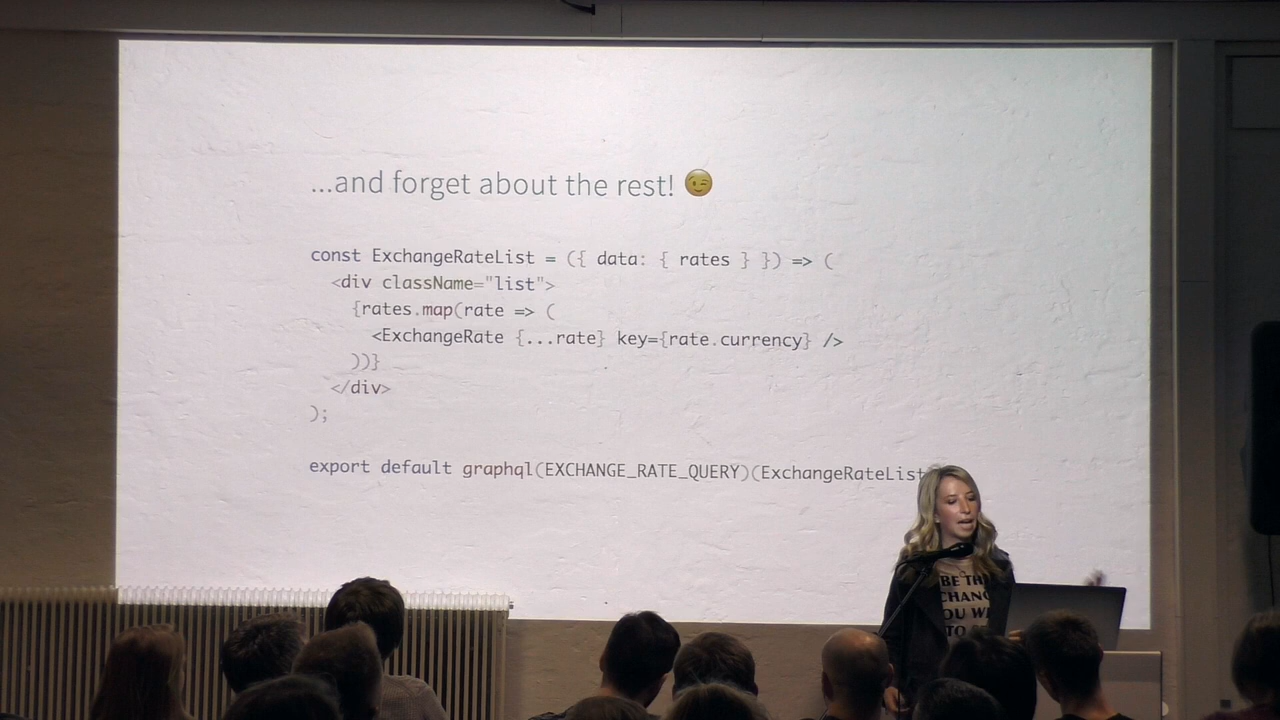 ...and forget about the rest! 😉
const ExchangeRateList = ({ data: { rates } }) => (
<div className="list">
{rates.map(rate => (
<ExchangeRate {...rate} key={rate.currency} />
))}
</div>
);
export default graphql(EXCHANGE_RATE_QUERY)(ExchangeRateList
BE TH
CHANG
OU W
TO S